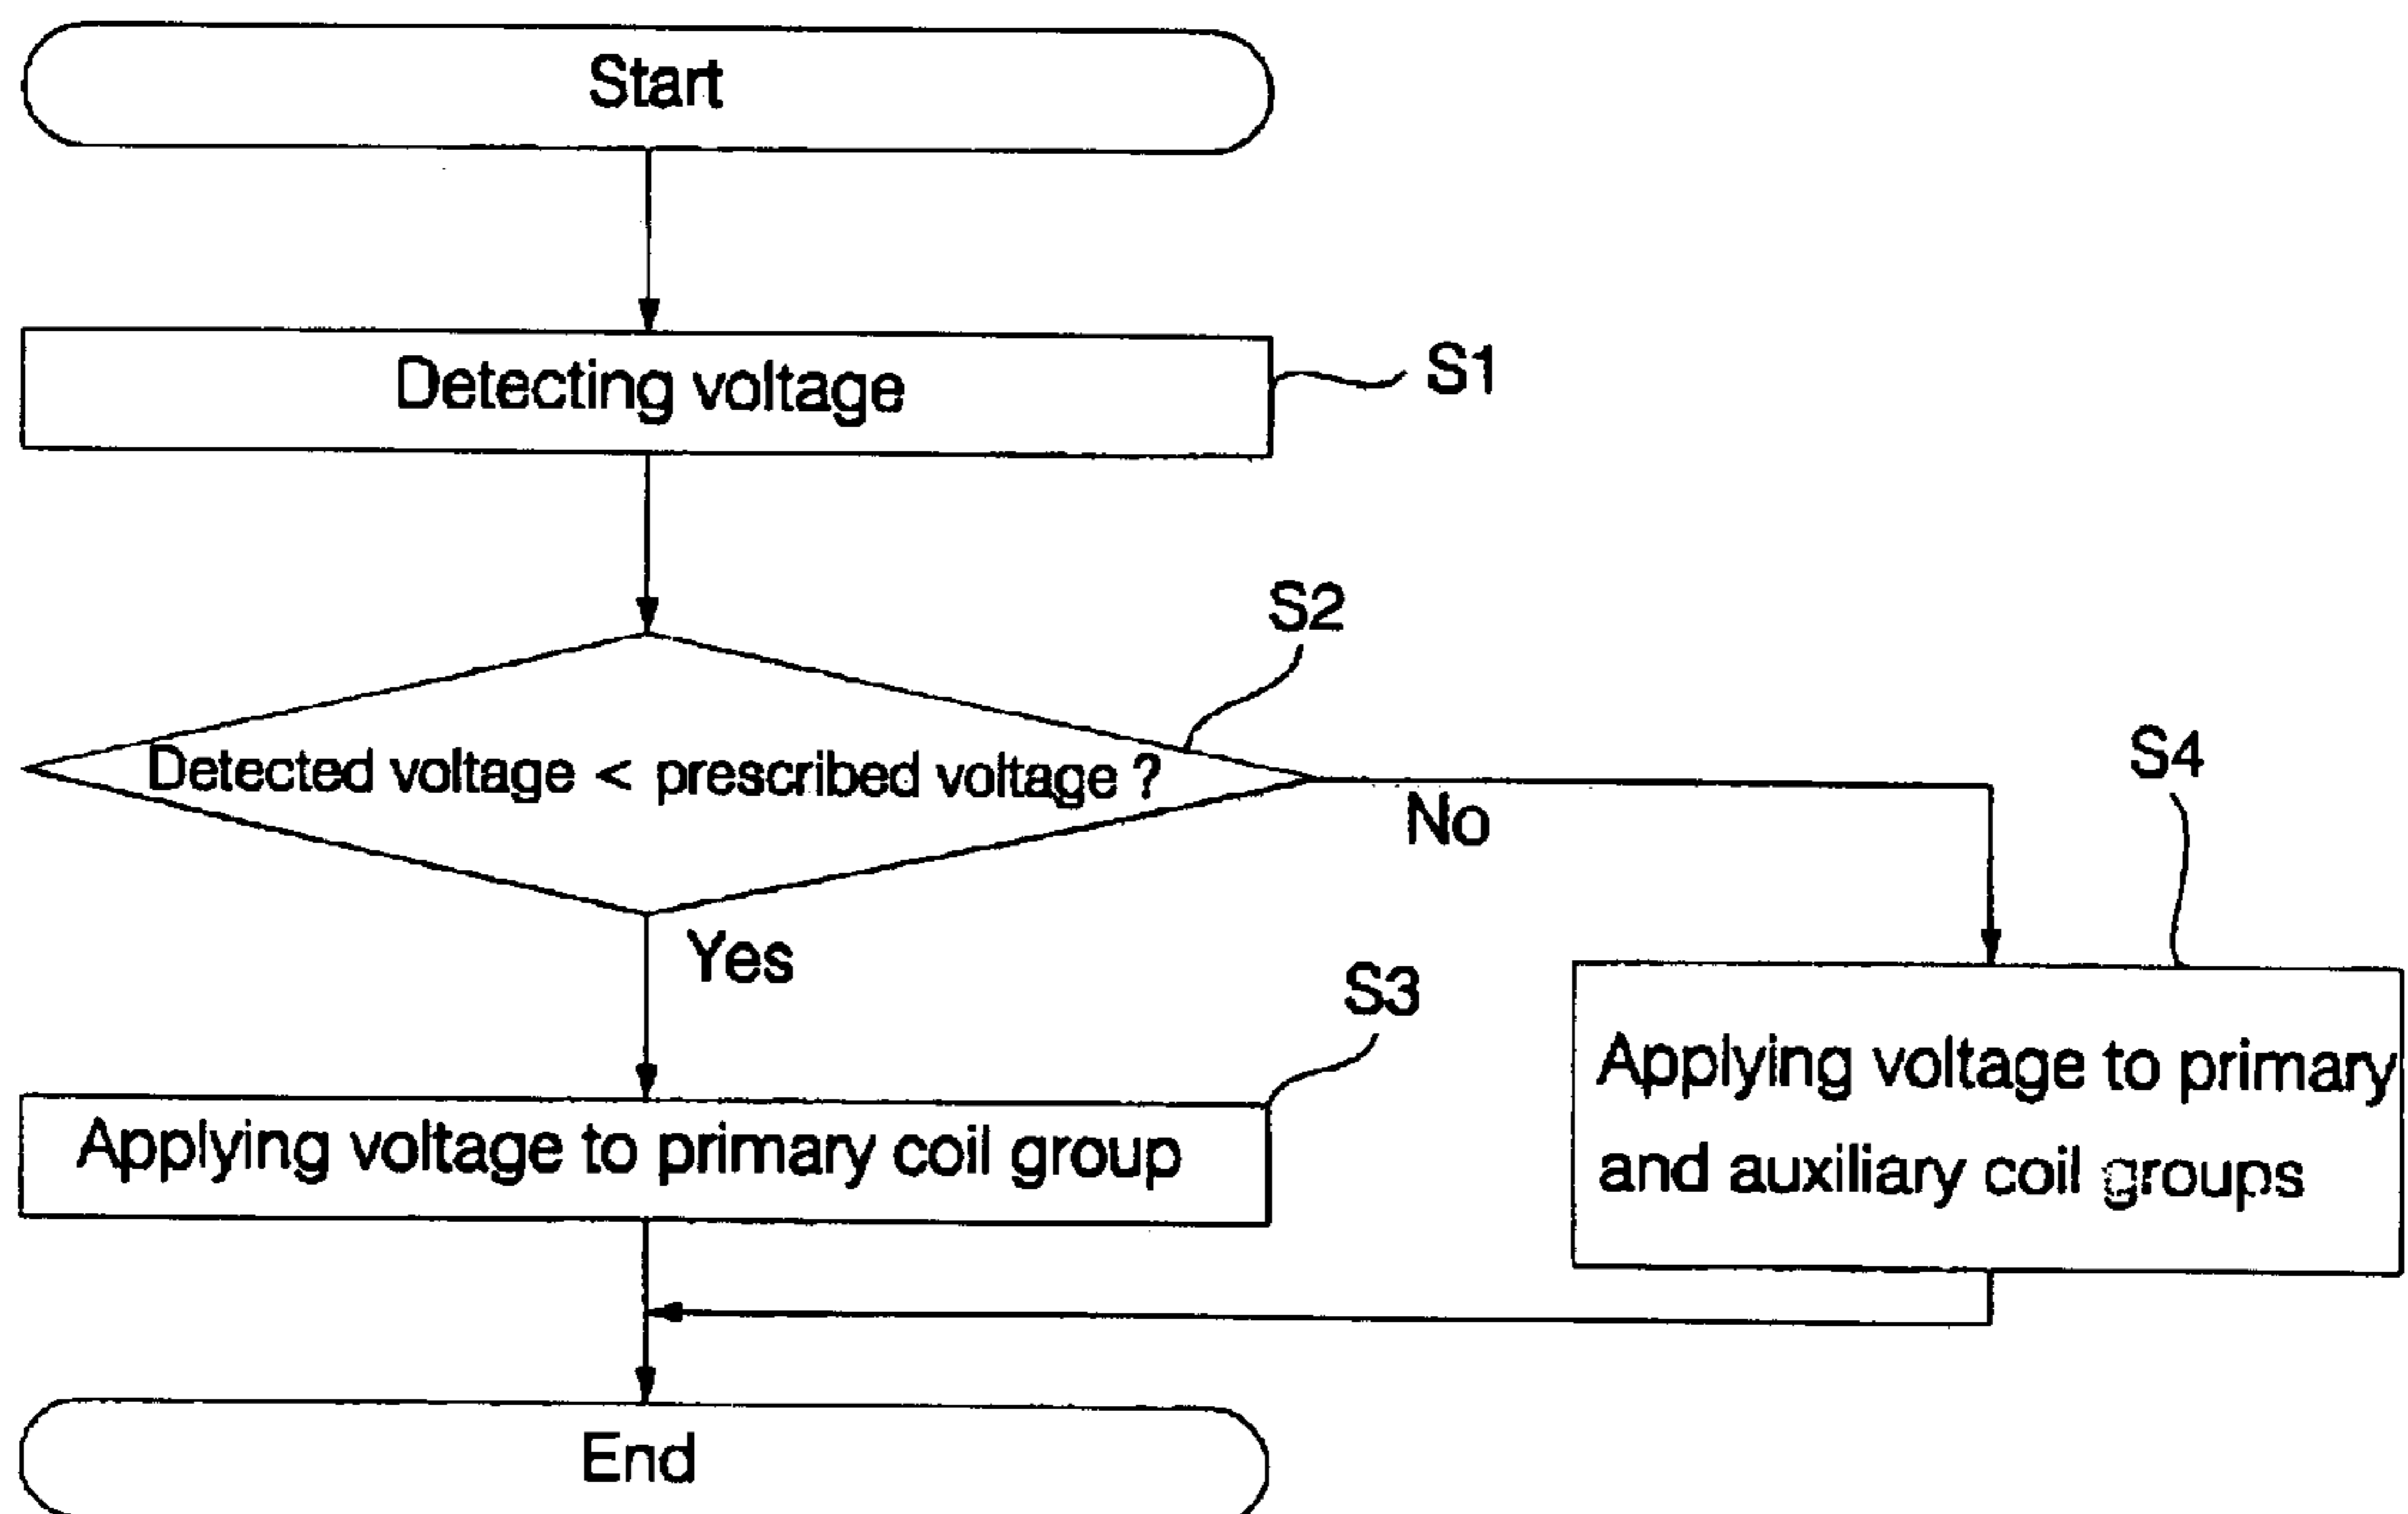 Start
Detecting voltage
S1
S2
Detected voltage < prescribed voltage ?
No
S4
Yes
S3
Applying voltage to primary coil group
Applying voltage to primary
and auxiliary coil groups
End